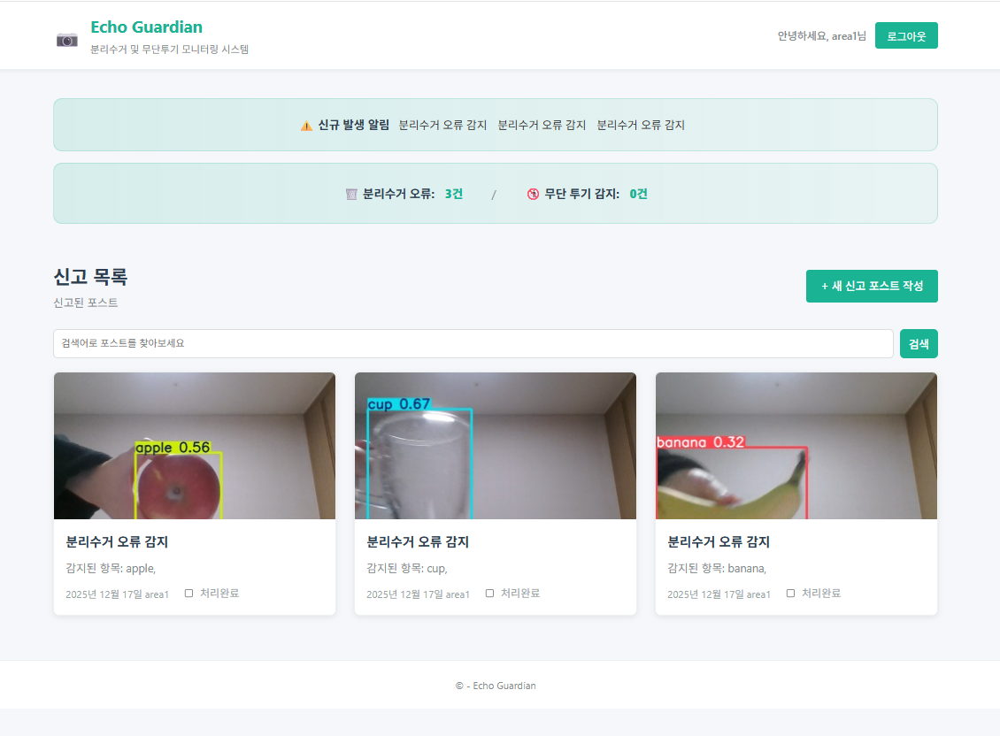 Echo Guardian
분리수거 및 무단투기 모니터링 시스템
안녕하세요, area1님
로그아웃
신규 발생 알림 분리수거 오류 감지 분리수거 오류 감지 분리수거 오류 감지
분리수거 오류: 3건 / 무단 투기 감지: 0건
신고 목록
신고된 포스트
+ 새 신고 포스트 작성
검색어로 포스트를 찾아보세요
검색
apple 0.56
분리수거 오류 감지
감지된 항목: apple,
2025년 12월 17일 area1 처리완료
cup 0.67
분리수거 오류 감지
감지된 항목: cup,
2025년 12월 17일 area1 처리완료
banana 0.32
분리수거 오류 감지
감지된 항목: banana,
2025년 12월 17일 area1 처리완료
© - Echo Guardian